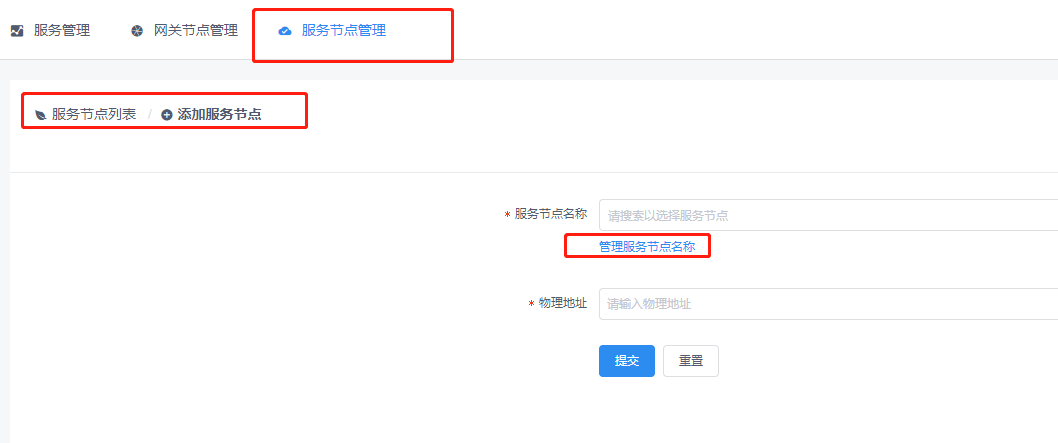 服务管理 网关节点管理 服务节点管理
服务节点列表 / 添加服务节点
* 服务节点名称 请搜索以选择服务节点
管理服务节点名称
* 物理地址 请输入物理地址
提交 重置